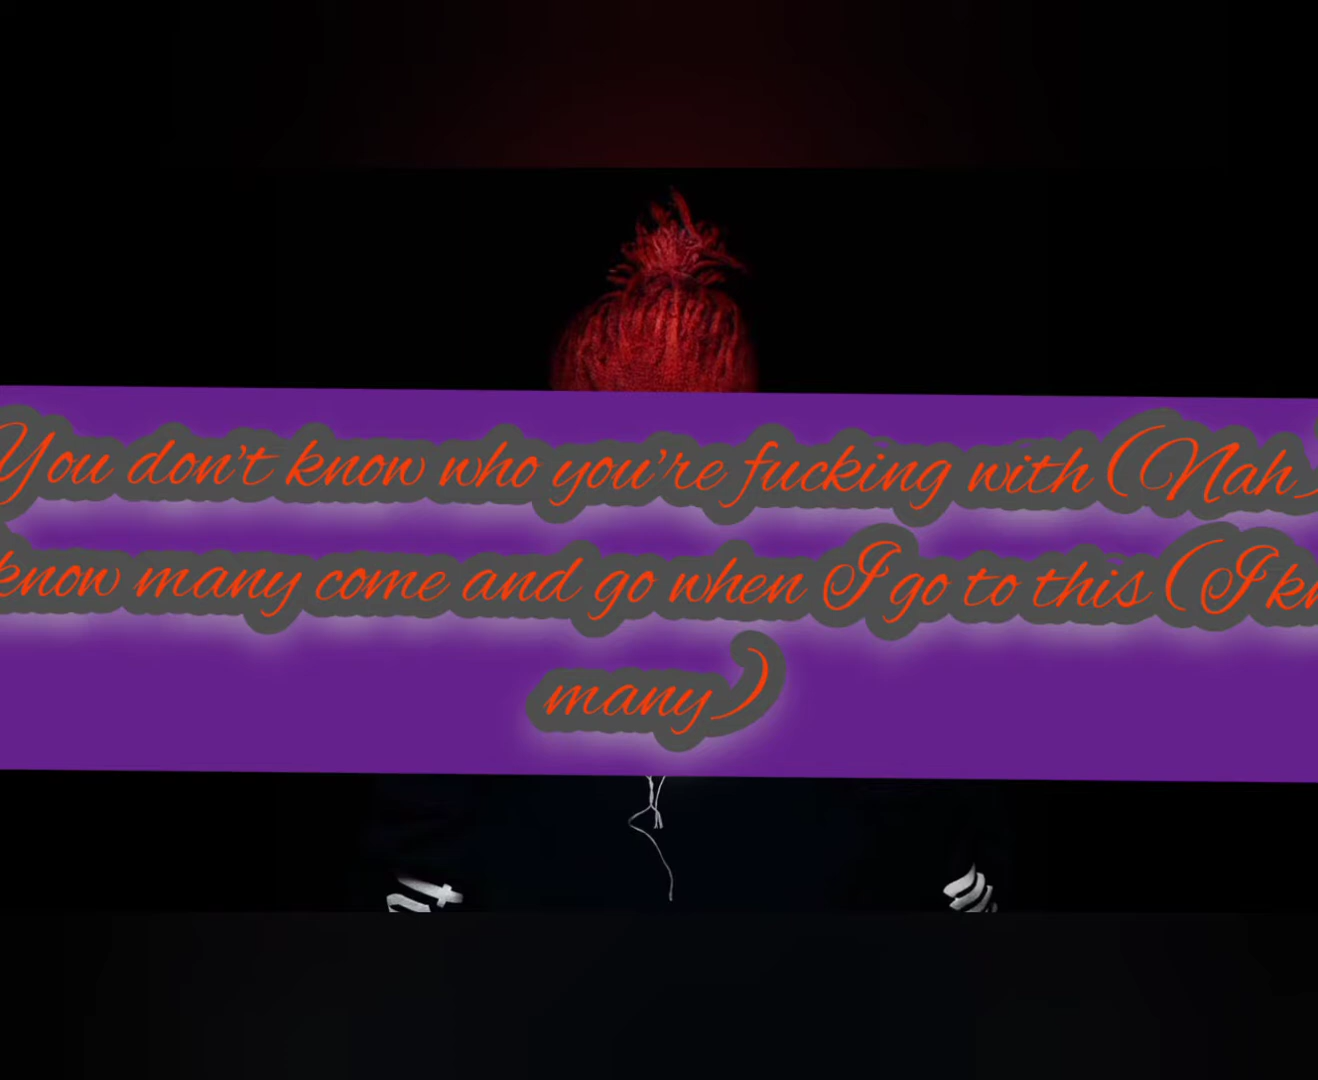 You don't know who you're fucking with (Nah)
know many come and go when I go to this (I
many)